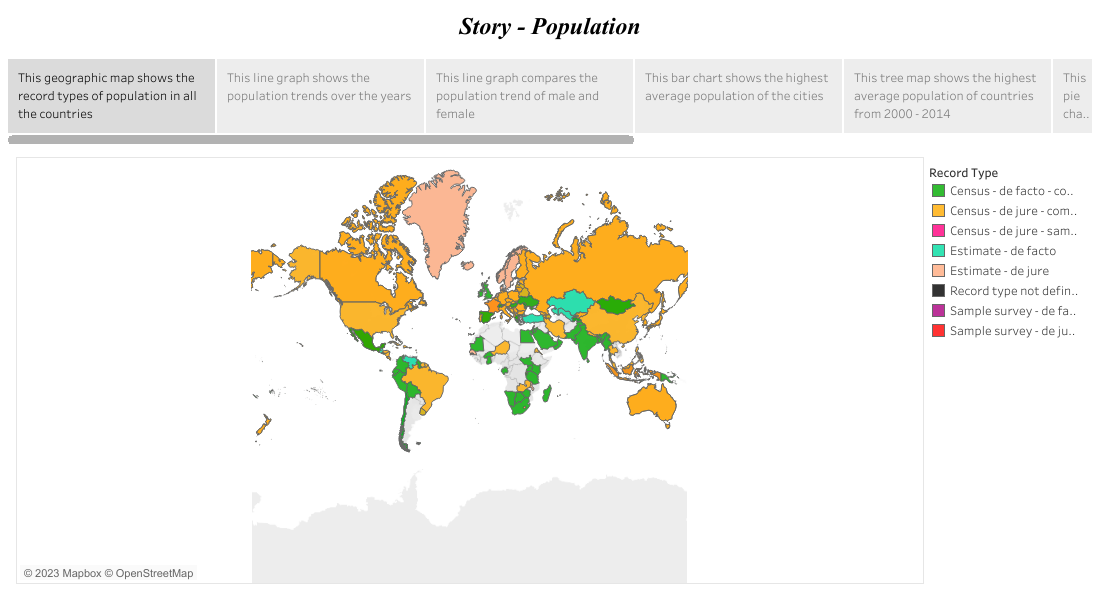 Story - Population
This geographic map shows the
record types of population in all
the countries
This line graph shows the
population trends over the years
This line graph compares the
population trend of male and
female
This bar chart shows the highest
average population of the cities
This tree map shows the highest
average population of countries
from 2000 - 2014
This
pie
cha..
Record Type
Census - de facto - co..
Census - de jure - com..
Census - de jure - sam..
Estimate - de facto
Estimate - de jure
Record type not defin..
Sample survey - de fa..
Sample survey - de ju..
© 2023 Mapbox © OpenStreetMap